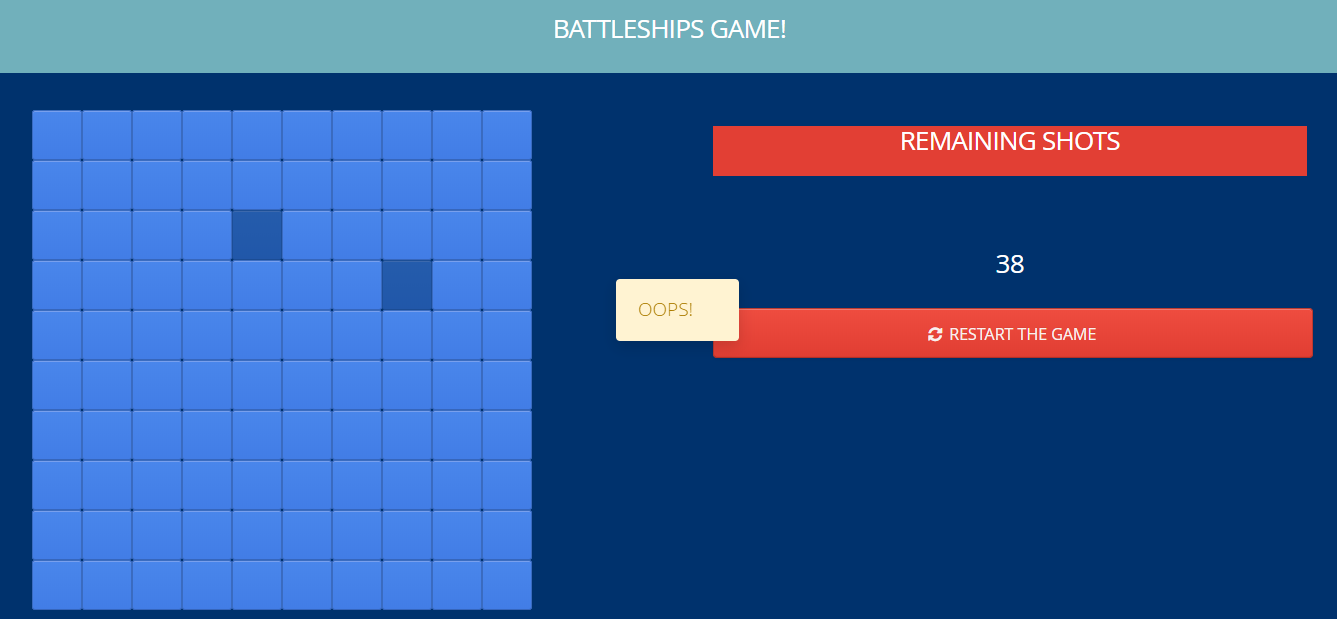 BATTLESHIPS GAME!
REMAINING SHOTS
38
OOPS!
RESTART THE GAME